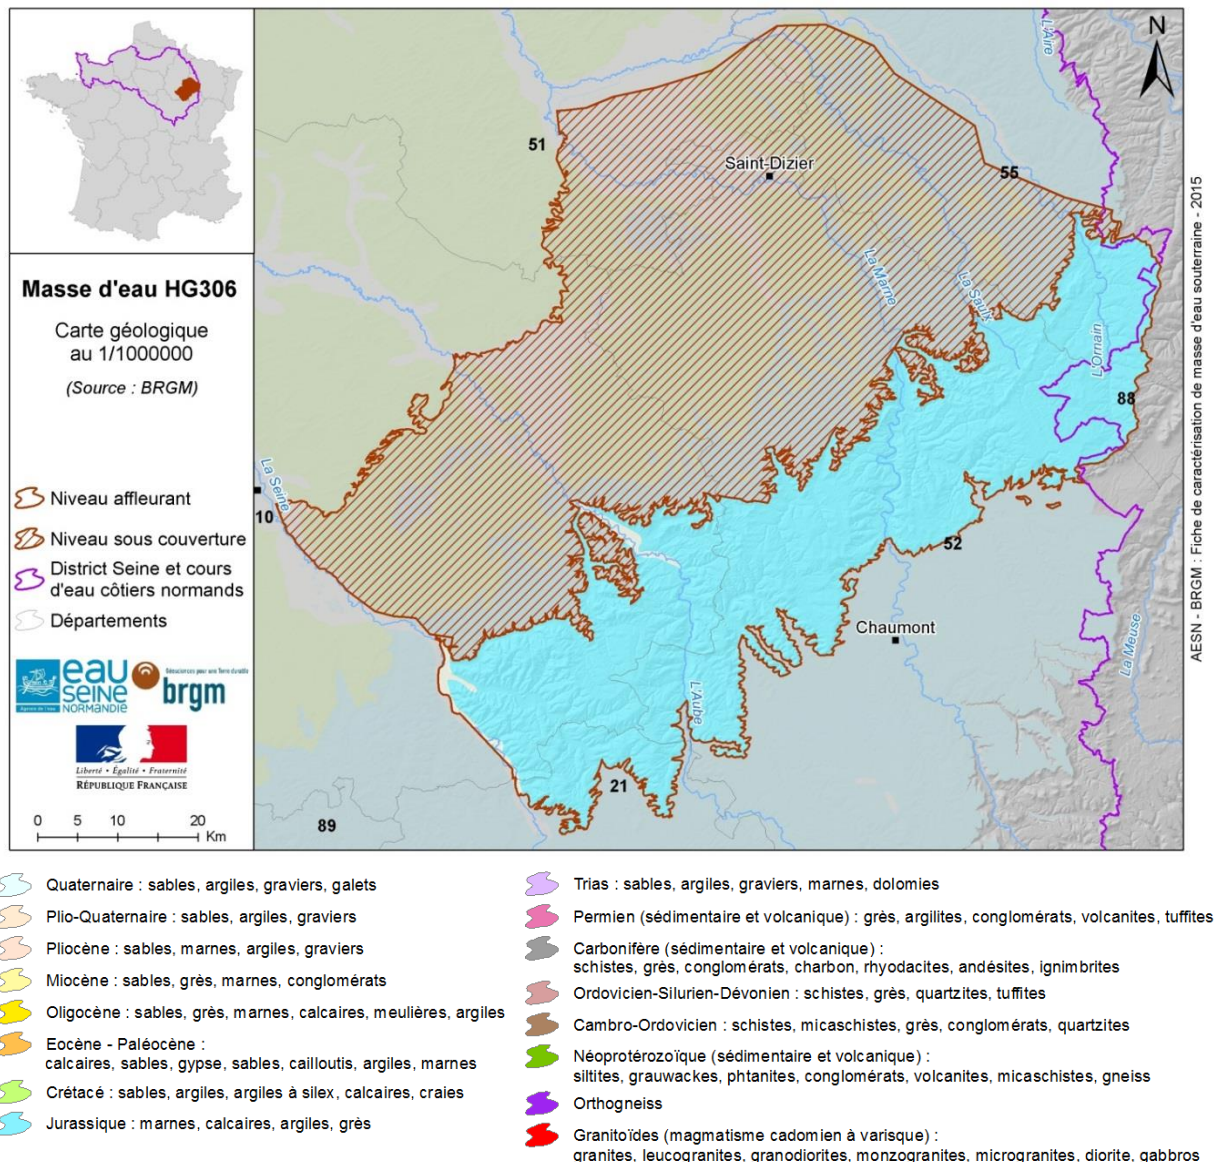 Masse d'eau HG306
Carte géologique
au 1/1000000
(Source : BRGM)
Niveau affleurant
Niveau sous couverture
District Seine et cours
d'eau côtiers normands
Départements
eau
SEINE
NORMANDIE
Géosciences pour une Terre durable
brgm
Liberté • Égalité • Fraternité
RÉPUBLIQUE FRANÇAISE
0 5 10 20
Km
N
L'Aire
51
Saint-Dizier
55
La Marne
La Saulx
L'Ornain
88
La Seine
10
52
Chaumont
La Meuse
L'Aube
21
89
AESN - BRGM : Fiche de caractérisation de masse d'eau souterraine - 2015
Quaternaire : sables, argiles, graviers, galets
Plio-Quaternaire : sables, argiles, graviers
Pliocène : sables, marnes, argiles, graviers
Miocène : sables, grès, marnes, conglomérats
Oligocène : sables, grès, marnes, calcaires, meulières, argiles
Eocène - Paléocène :
calcaires, sables, gypse, sables, cailloutis, argiles, marnes
Crétacé : sables, argiles, argiles à silex, calcaires, craies
Jurassique : marnes, calcaires, argiles, grès
Trias : sables, argiles, graviers, marnes, dolomies
Permien (sédimentaire et volcanique) : grès, argilites, conglomérats, volcanites, tuffites
Carbonifère (sédimentaire et volcanique) :
schistes, grès, conglomérats, charbon, rhyodacites, andésites, ignimbrites
Ordovicien-Silurien-Dévonien : schistes, grès, quartzites, tuffites
Cambro-Ordovicien : schistes, micaschistes, grès, conglomérats, quartzites
Néoprotérozoïque (sédimentaire et volcanique) :
siltites, grauwackes, phtanites, conglomérats, volcanites, micaschistes, gneiss
Orthogneiss
Granitoïdes (magmatisme cadomien à varisque) :
granites, leucogranites, granodiorites, monzogranites, microgranites, diorite, gabbros